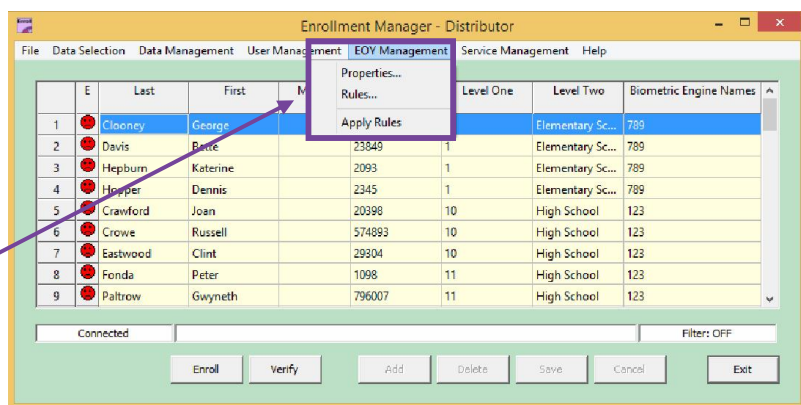 Enrollment Manager - Distributor
File Data Selection Data Management User Management EOY Management Service Management Help
Properties...
Rules...
Apply Rules
E Last First M Level One Level Two Biometric Engine Names
1 Clooney George Elementary Sc... 789
2 Davis Bette 23849 1 Elementary Sc... 789
3 Hepburn Katerine 2093 1 Elementary Sc... 789
4 Hopper Dennis 2345 1 Elementary Sc... 789
5 Crawford Joan 20398 10 High School 123
6 Crowe Russell 574893 10 High School 123
7 Eastwood Clint 29304 10 High School 123
8 Fonda Peter 1098 11 High School 123
9 Paltrow Gwyneth 796007 11 High School 123
Connected Filter: OFF
Enroll Verify Add Delete Save Cancel Exit